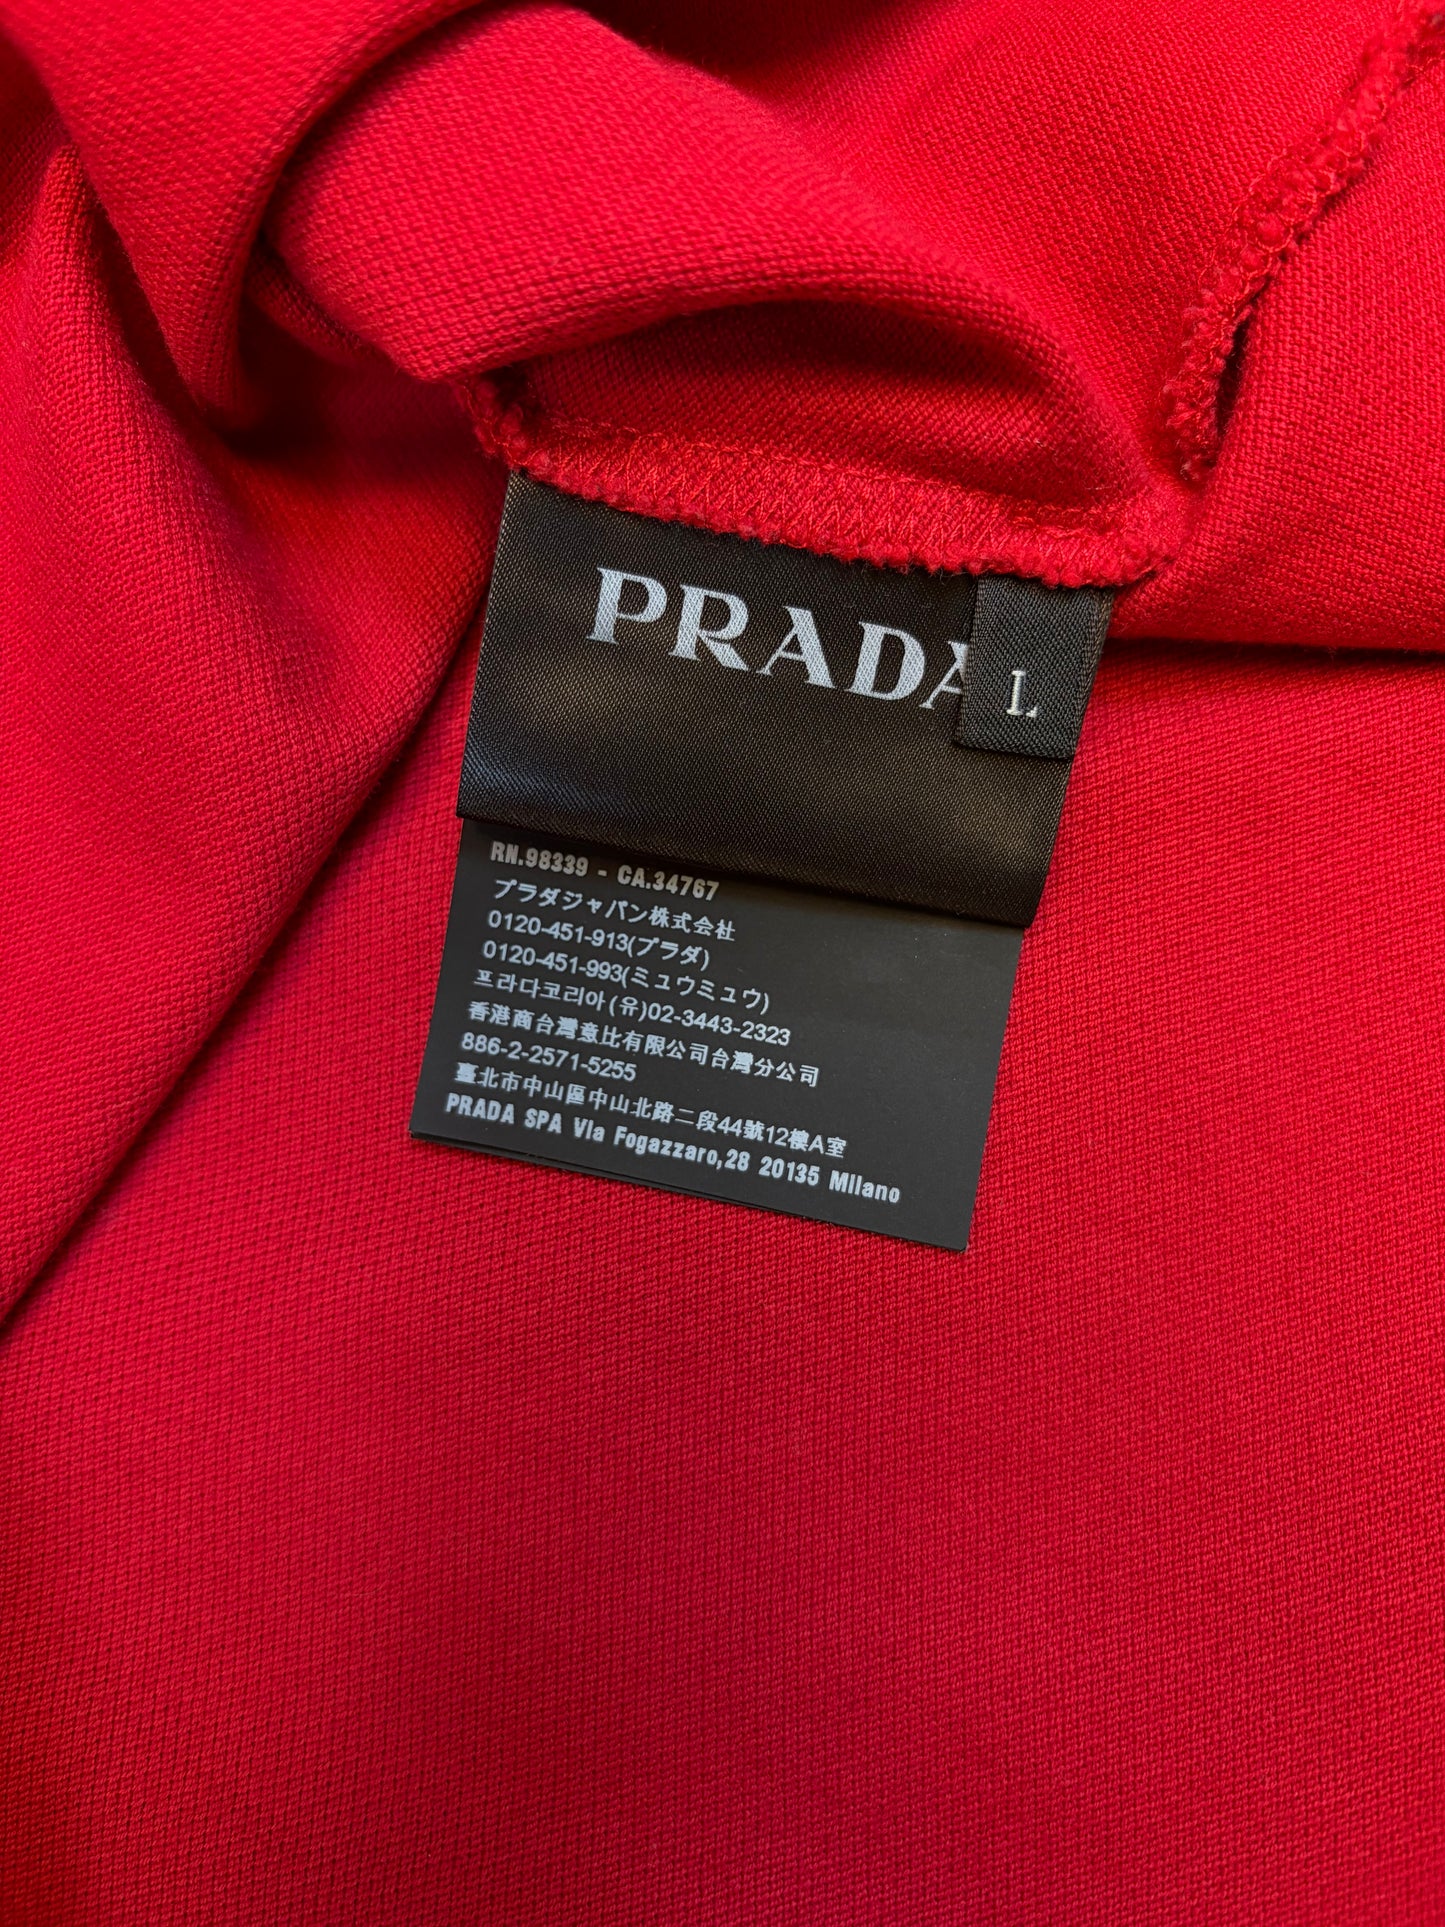 PRADA
L
RN.98339 - CA.34767
プラダジャパン株式会社
0120-451-913(プラダ)
0120-451-993(ミュウミュウ)
프라다코리아(유)02-3443-2323
香港商台灣意比有限公司台灣分公司
886-2-2571-5255
臺北市中山區中山北路二段44號12樓A室
PRADA SPA Via Fogazzaro,28 20135 Milano